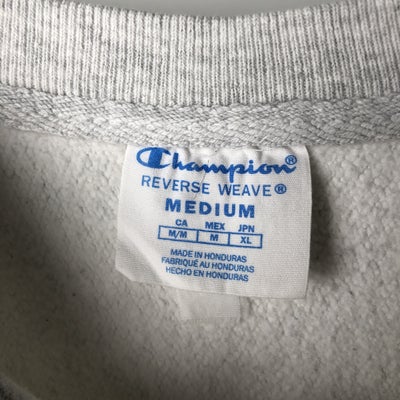 Champion®
REVERSE WEAVE®
MEDIUM
CA MEX JPN
M/M M XL
MADE IN HONDURAS
FABRIQUÉ AU HONDURAS
HECHO EN HONDURAS